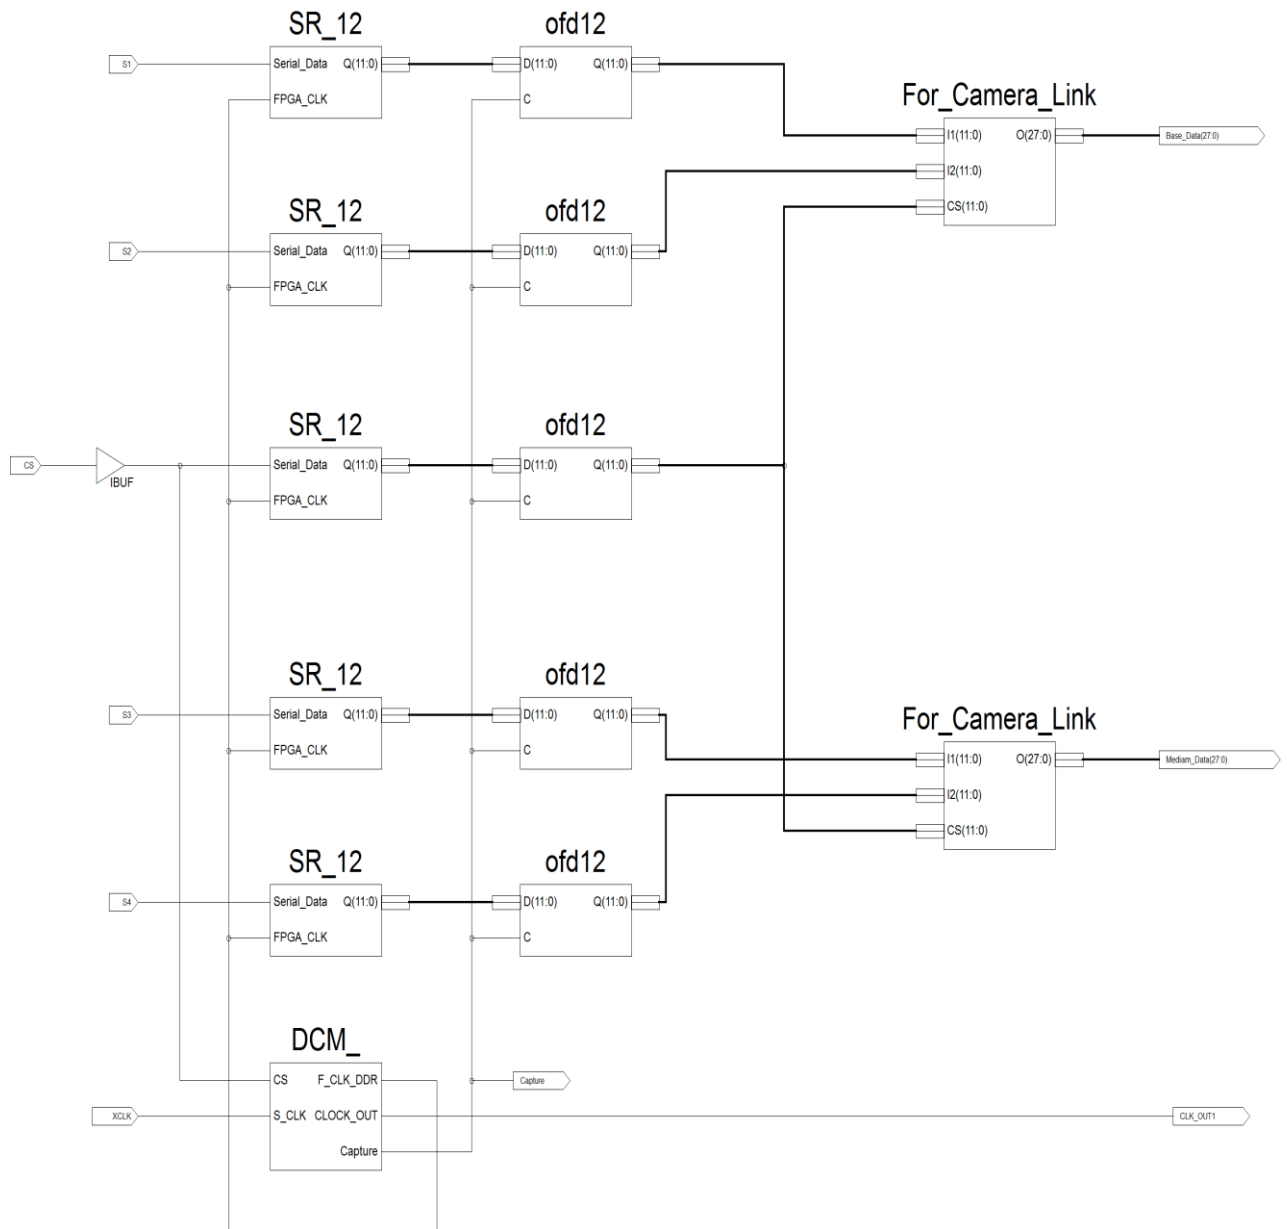 SR_12 ofd12
S1 Serial_Data Q(11:0) D(11:0) Q(11:0)
FPGA_CLK C
For_Camera_Link
I1(11:0) O(27:0) Base_Data(27:0)
I2(11:0)
CS(11:0)
SR_12 ofd12
S2 Serial_Data Q(11:0) D(11:0) Q(11:0)
FPGA_CLK C
SR_12 ofd12
CS IBUF Serial_Data Q(11:0) D(11:0) Q(11:0)
FPGA_CLK C
SR_12 ofd12
S3 Serial_Data Q(11:0) D(11:0) Q(11:0)
FPGA_CLK C
For_Camera_Link
I1(11:0) O(27:0) Mediam_Data(27:0)
I2(11:0)
CS(11:0)
SR_12 ofd12
S4 Serial_Data Q(11:0) D(11:0) Q(11:0)
FPGA_CLK C
DCM_
CS F_CLK_DDR Capture
XCLK S_CLK CLOCK_OUT CLK_OUT1
Capture